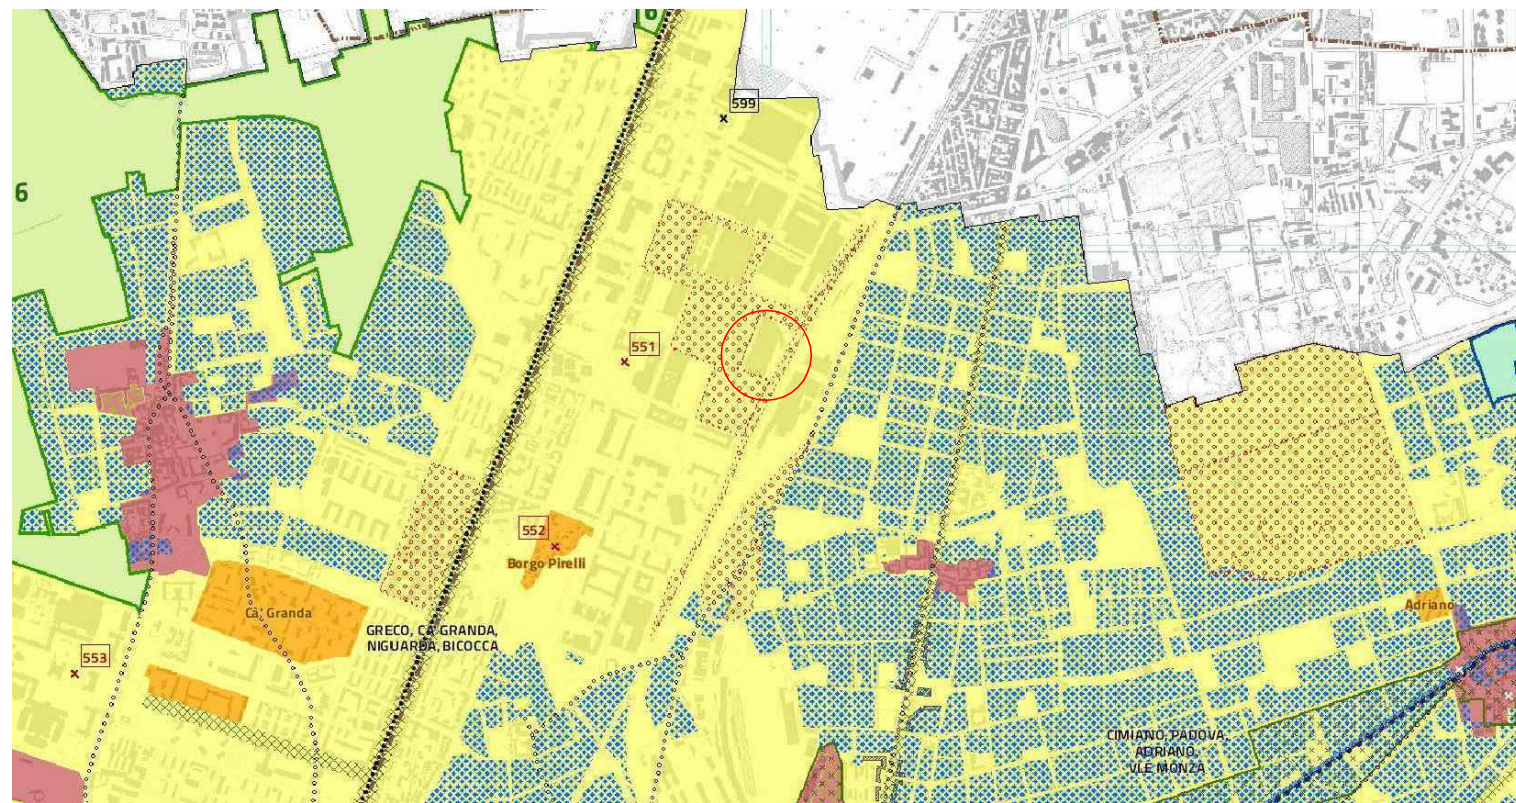 6
599
6
551
552
Borgo Pirelli
Cà, Granda
GRECO, CA'GRANDA,
NIGUARDA, BICOCCA
553
Adriano
CIMIANO, PADOVA,
ADRIANO,
VLE MONZA